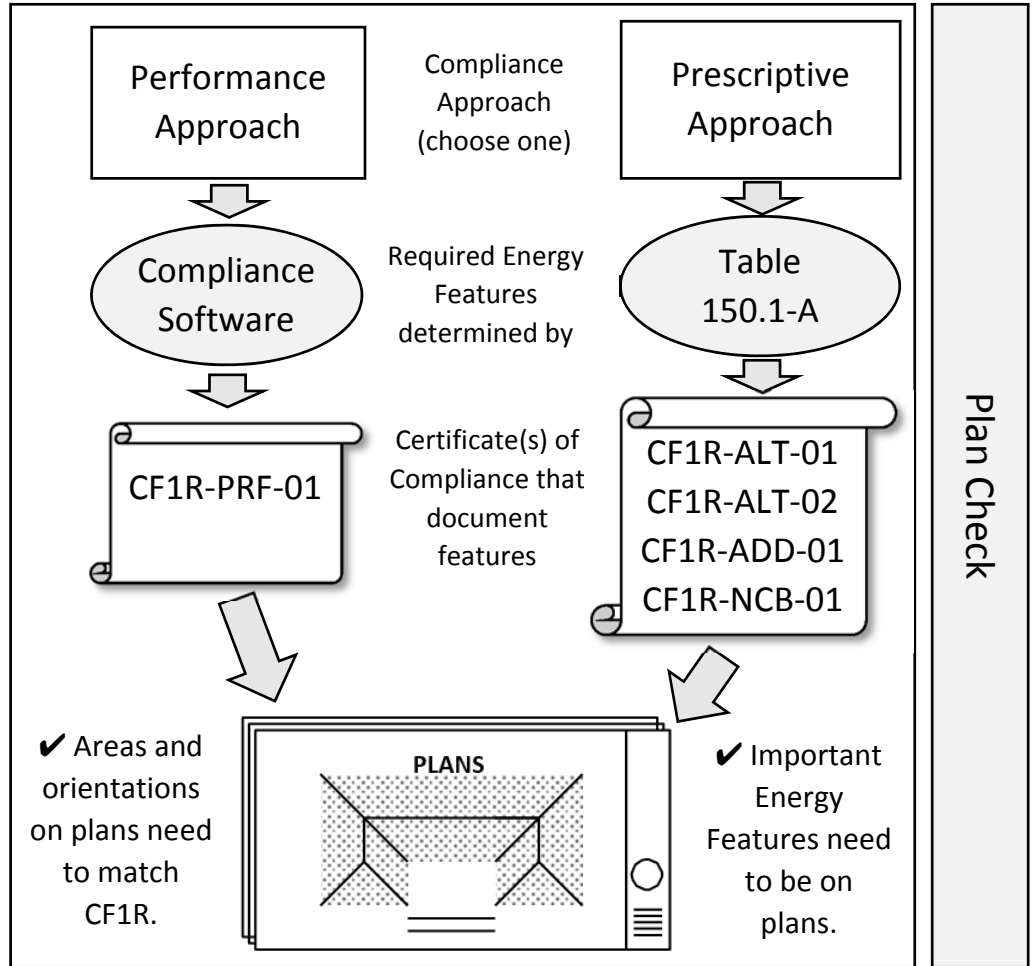 Performance
Approach
Compliance
Approach
(choose one)
Prescriptive
Approach
Compliance
Software
Required Energy
Features
determined by
Table
150.1-A
CF1R-PRF-01
Certificate(s) of
Compliance that
document
features
CF1R-ALT-01
CF1R-ALT-02
CF1R-ADD-01
CF1R-NCB-01
✔ Areas and
orientations
on plans need
to match
CF1R.
PLANS
✔ Important
Energy
Features need
to be on
plans.
Plan Check